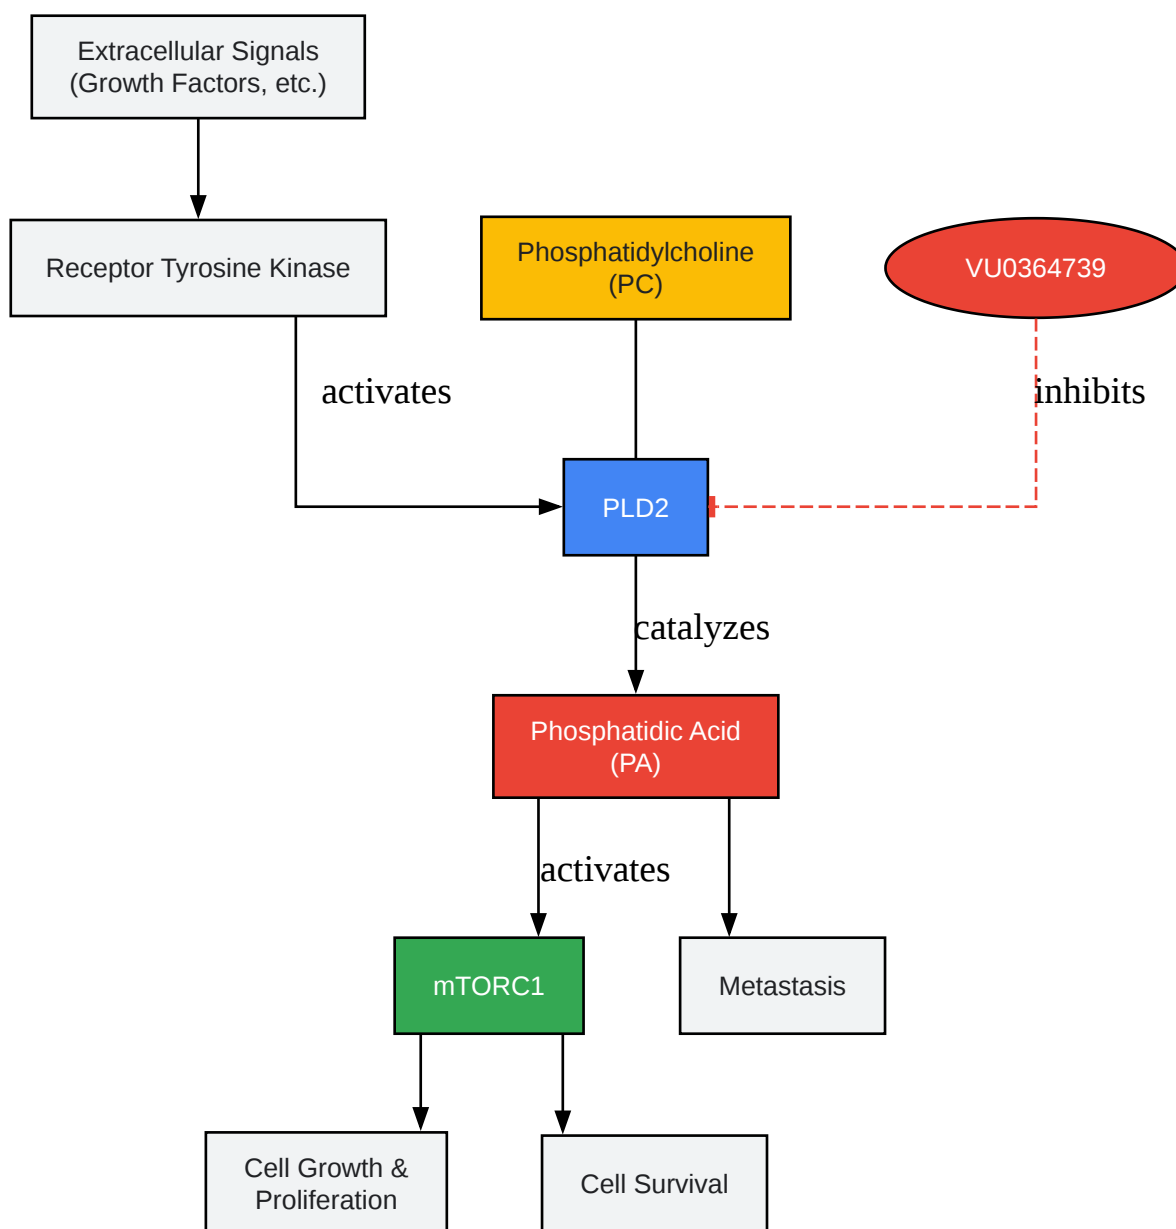 Extracellular Signals
(Growth Factors, etc.)
Receptor Tyrosine Kinase
Phosphatidylcholine
(PC)
VU0364739
activates
inhibits
PLD2
catalyzes
Phosphatidic Acid
(PA)
activates
mTORC1
Metastasis
Cell Growth &
Proliferation
Cell Survival